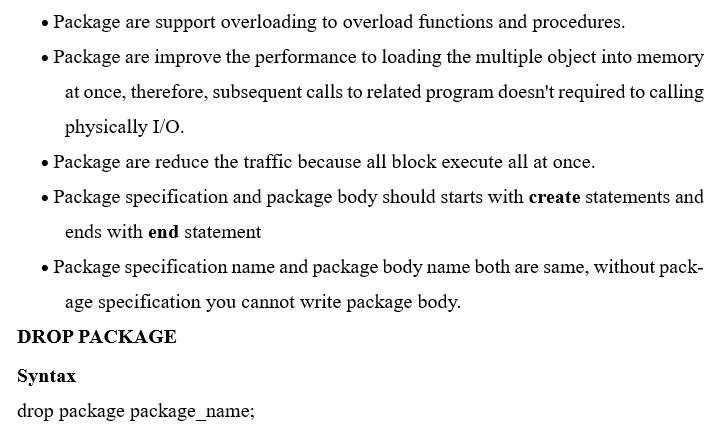 • Package are support overloading to overload functions and procedures.
• Package are improve the performance to loading the multiple object into memory
at once, therefore, subsequent calls to related program doesn't required to calling
physically I/O.
• Package are reduce the traffic because all block execute all at once.
• Package specification and package body should starts with create statements and
ends with end statement
• Package specification name and package body name both are same, without pack-
age specification you cannot write package body.
DROP PACKAGE
Syntax
drop package package_name;